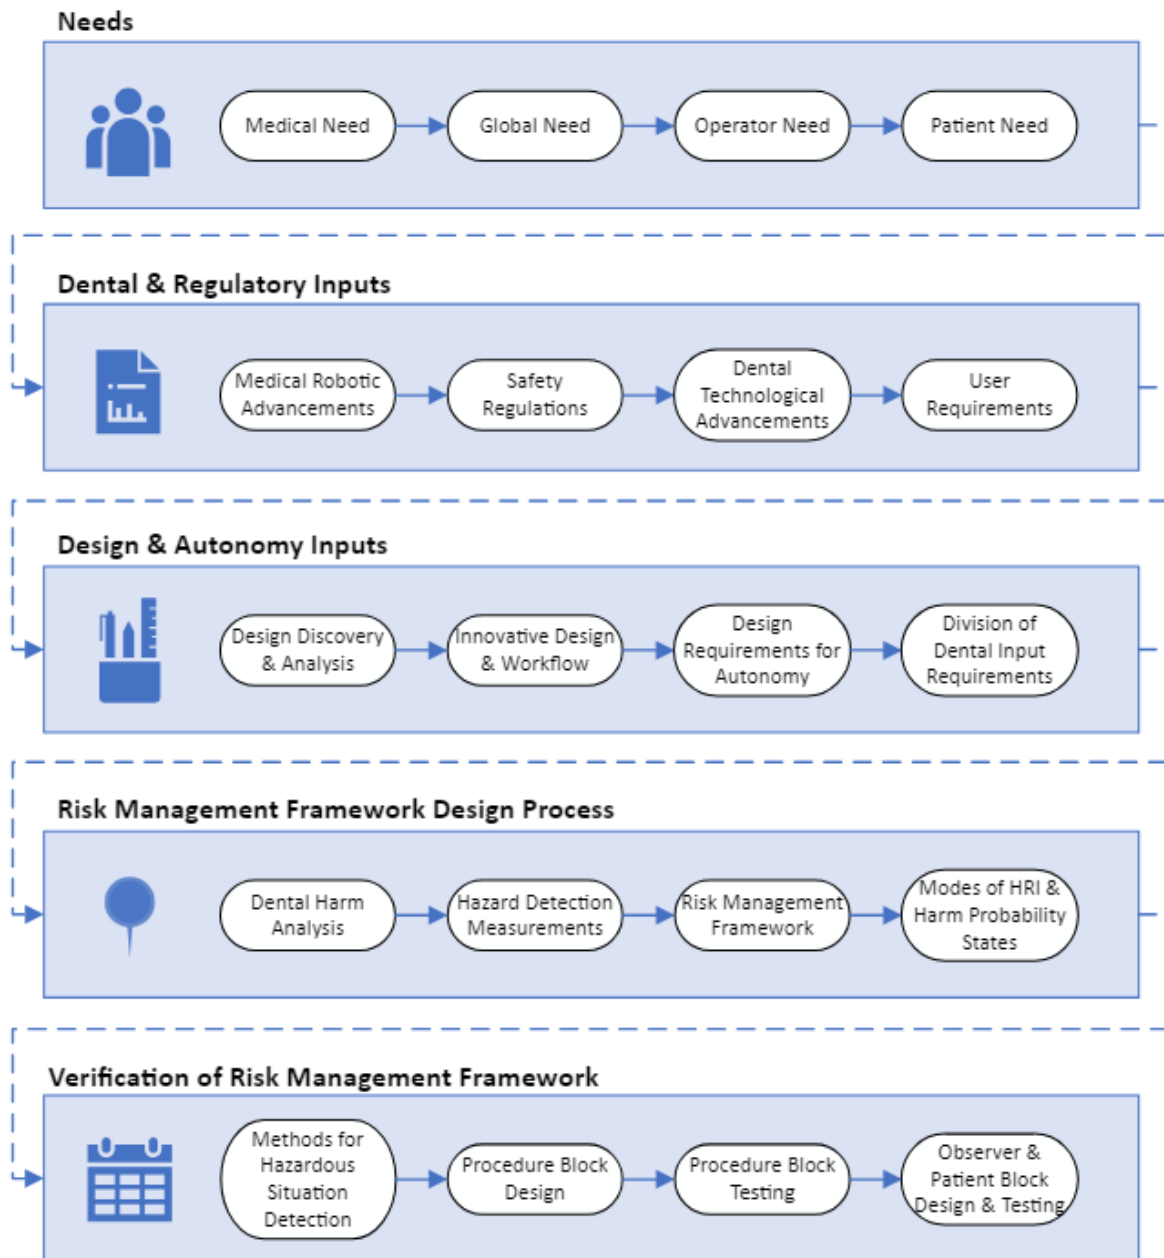 Needs
Medical Need
Global Need
Operator Need
Patient Need
Dental & Regulatory Inputs
Medical Robotic
Advancements
Safety
Regulations
Dental
Technological
Advancements
User
Requirements
Design & Autonomy Inputs
Design Discovery
& Analysis
Innovative Design
& Workflow
Design
Requirements for
Autonomy
Division of
Dental Input
Requirements
Risk Management Framework Design Process
Dental Harm
Analysis
Hazard Detection
Measurements
Risk Management
Framework
Modes of HRI &
Harm Probability
States
Verification of Risk Management Framework
Methods for
Hazardous
Situation
Detection
Procedure Block
Design
Procedure Block
Testing
Observer &
Patient Block
Design & Testing